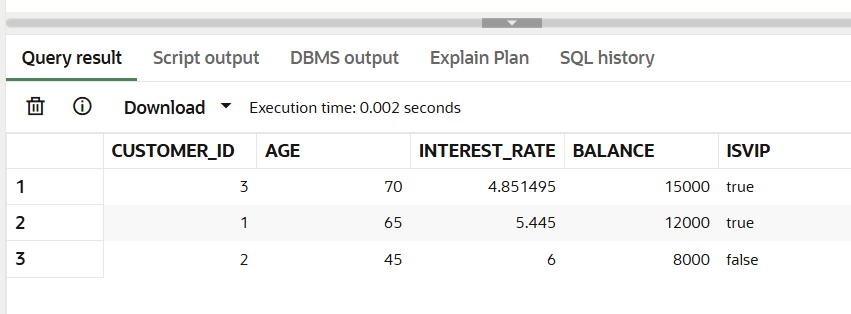 Query result Script output DBMS output Explain Plan SQL history
Download Execution time: 0.002 seconds
CUSTOMER_ID AGE INTEREST_RATE BALANCE ISVIP
1 3 70 4.851495 15000 true
2 1 65 5.445 12000 true
3 2 45 6 8000 false